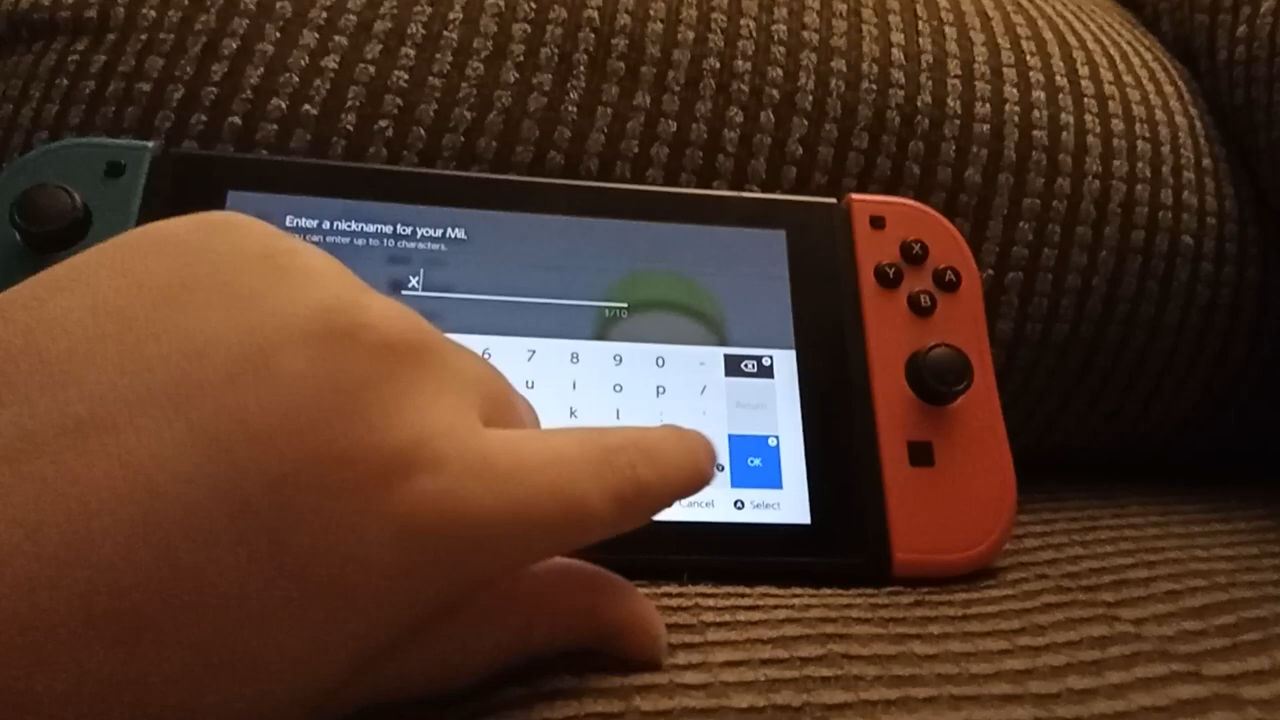 Enter a nickname for your Mii.
can enter up to 10 characters.
x
1/10
6 7 8 9 0 -
u i o p /
Return
k l : '
OK
Cancel
A Select
X
Y A
B